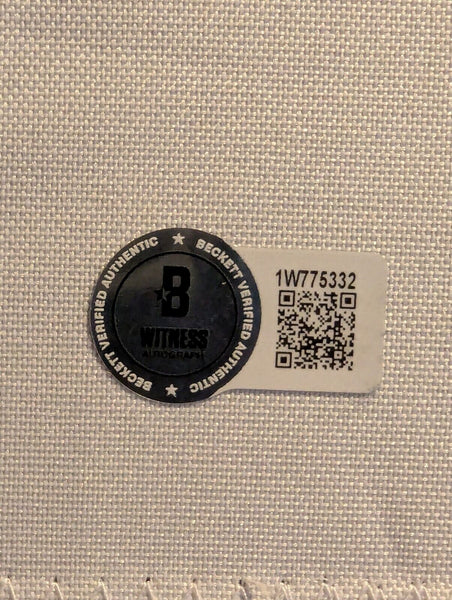 BECKETT VERIFIED AUTHENTIC ★ BECKETT VERIFIED AUTHENTIC ★
B
WITNESS
AUTOGRAPH
1W775332